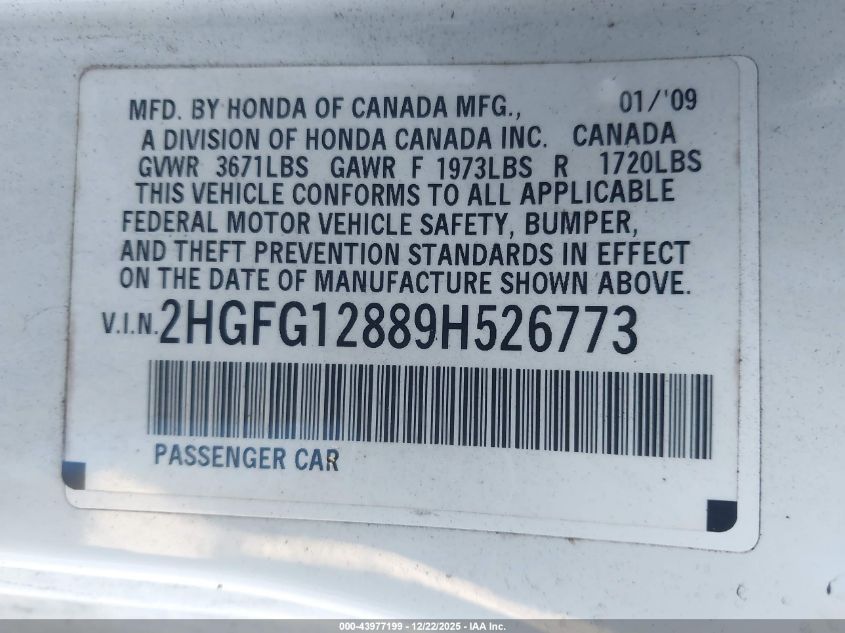 MFD. BY HONDA OF CANADA MFG., 01/'09
A DIVISION OF HONDA CANADA INC. CANADA
GVWR 3671LBS GAWR F 1973LBS R 1720LBS
THIS VEHICLE CONFORMS TO ALL APPLICABLE
FEDERAL MOTOR VEHICLE SAFETY, BUMPER,
AND THEFT PREVENTION STANDARDS IN EFFECT
ON THE DATE OF MANUFACTURE SHOWN ABOVE.
V.I.N. 2HGFG12889H526773
PASSENGER CAR
000-43977199 - 12/22/2025 - IAA Inc.